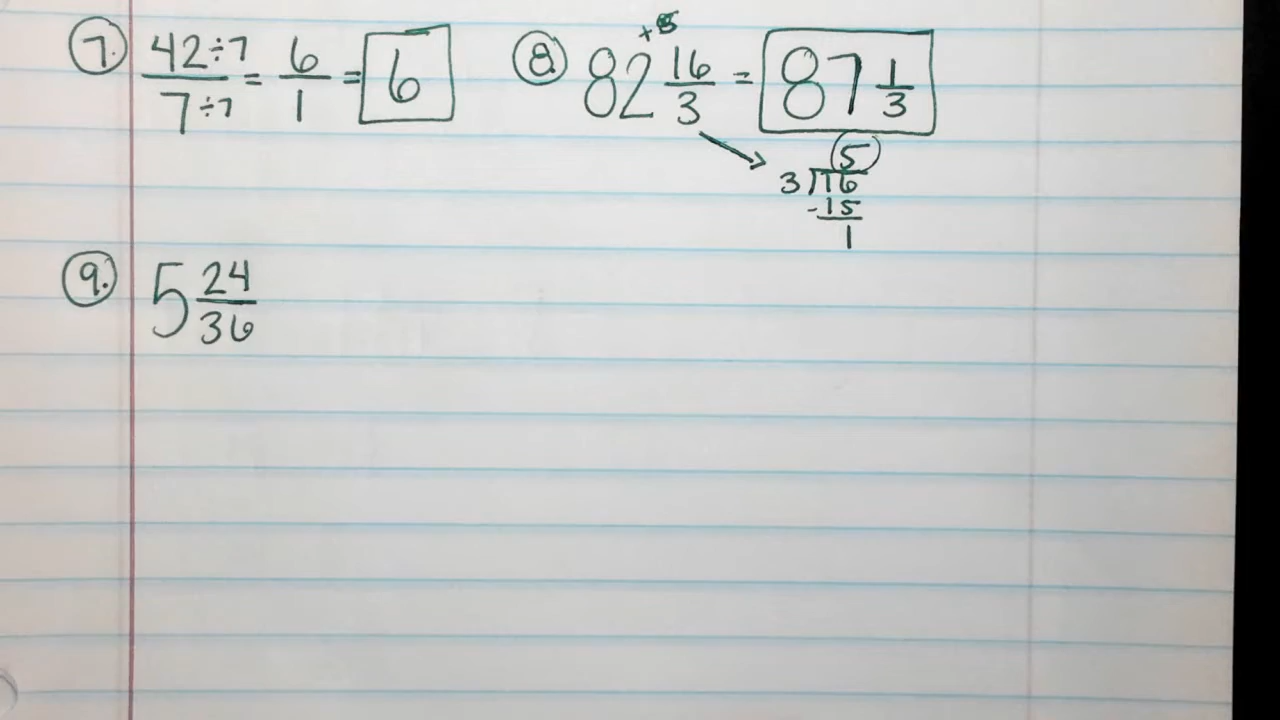 7. 42÷7/7÷7 = 6/1 = 6
8. 82 16/3 +5 = 87 1/3
5
3)16
-15
1
9. 5 24/36